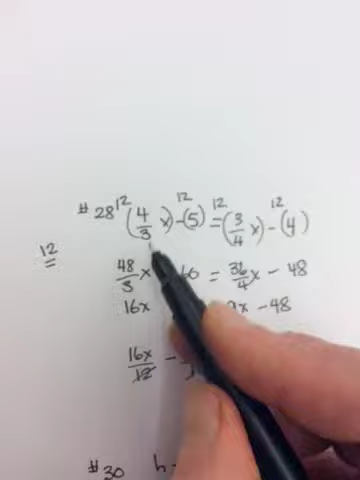 #28 12(4/3 x) - 12(5) = 12(3/4 x) - 12(4)
12
48/3 x 60 = 36/4 x - 48
16x 9x - 48
16x/12 -
#30 h -